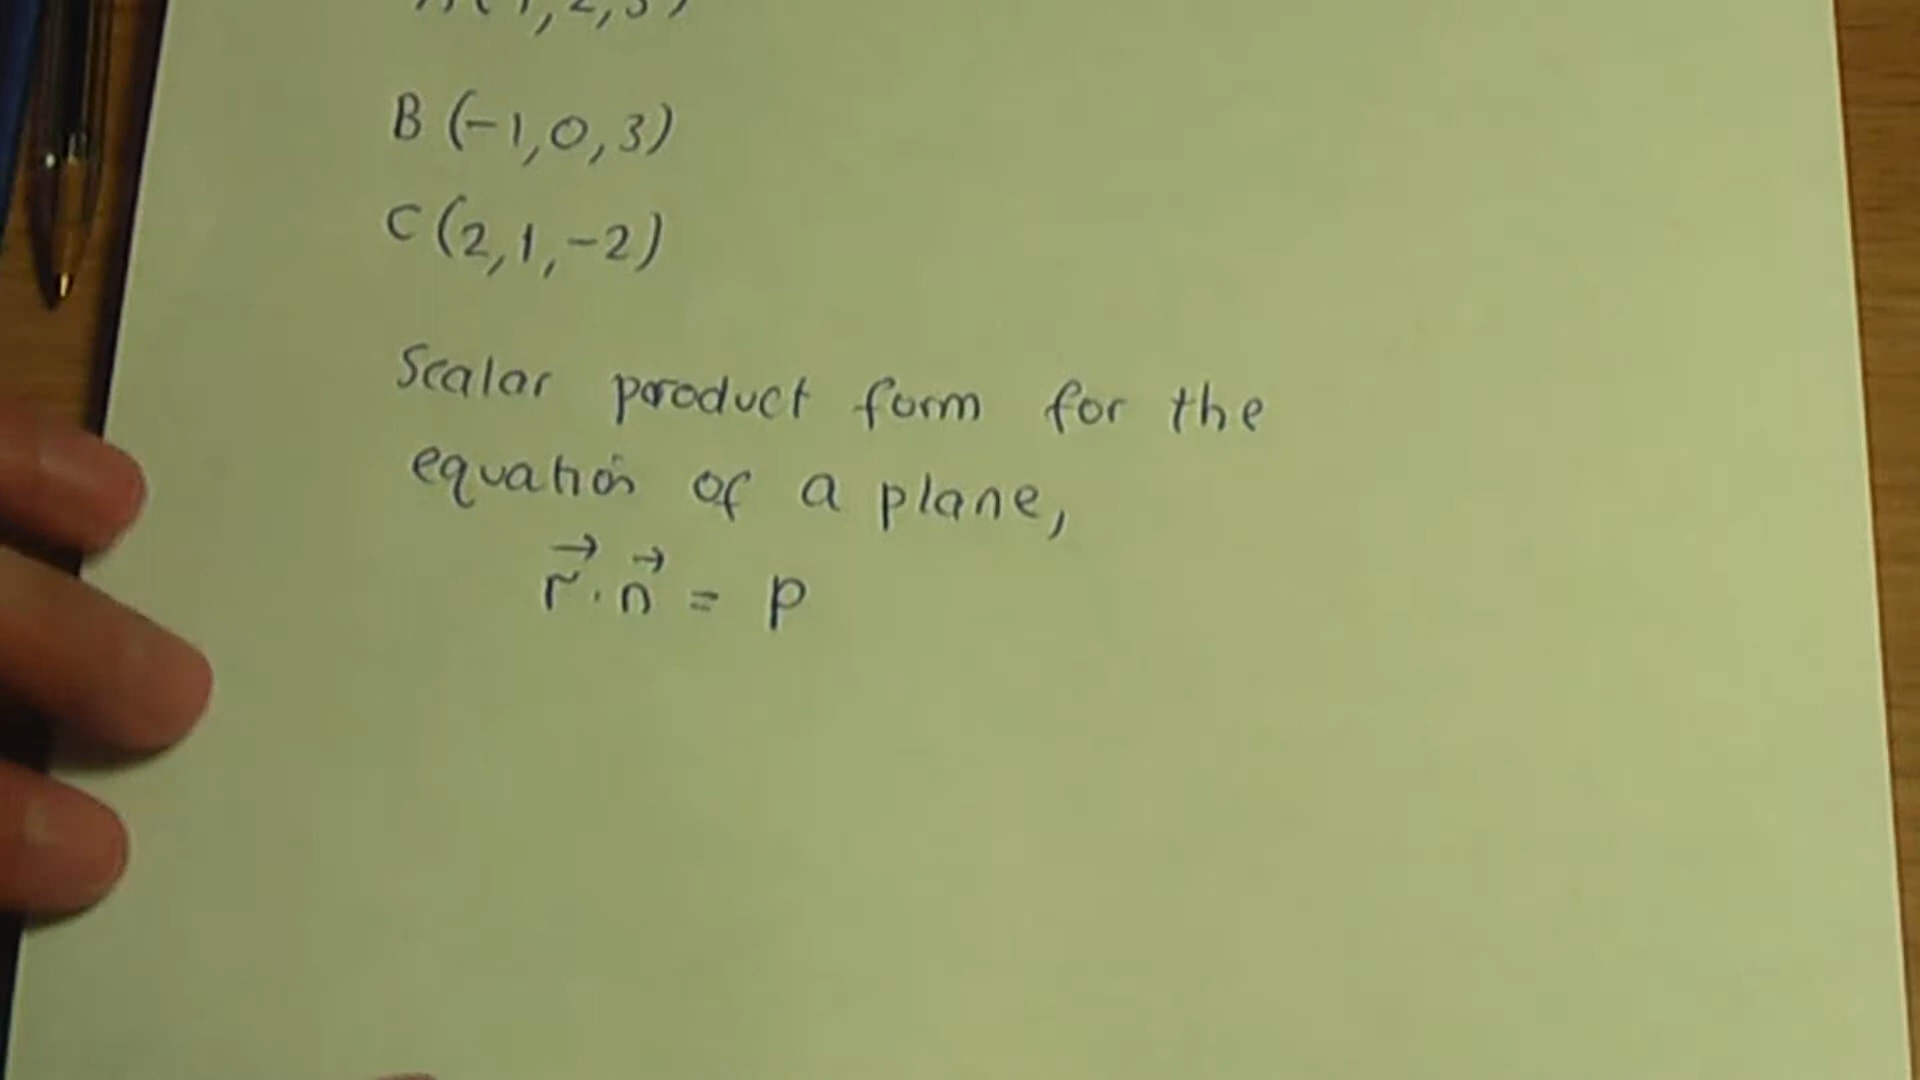 B (-1,0,3)
C (2,1,-2)
Scalar product form for the
equation of a plane,
r⃗ . n⃗ = p